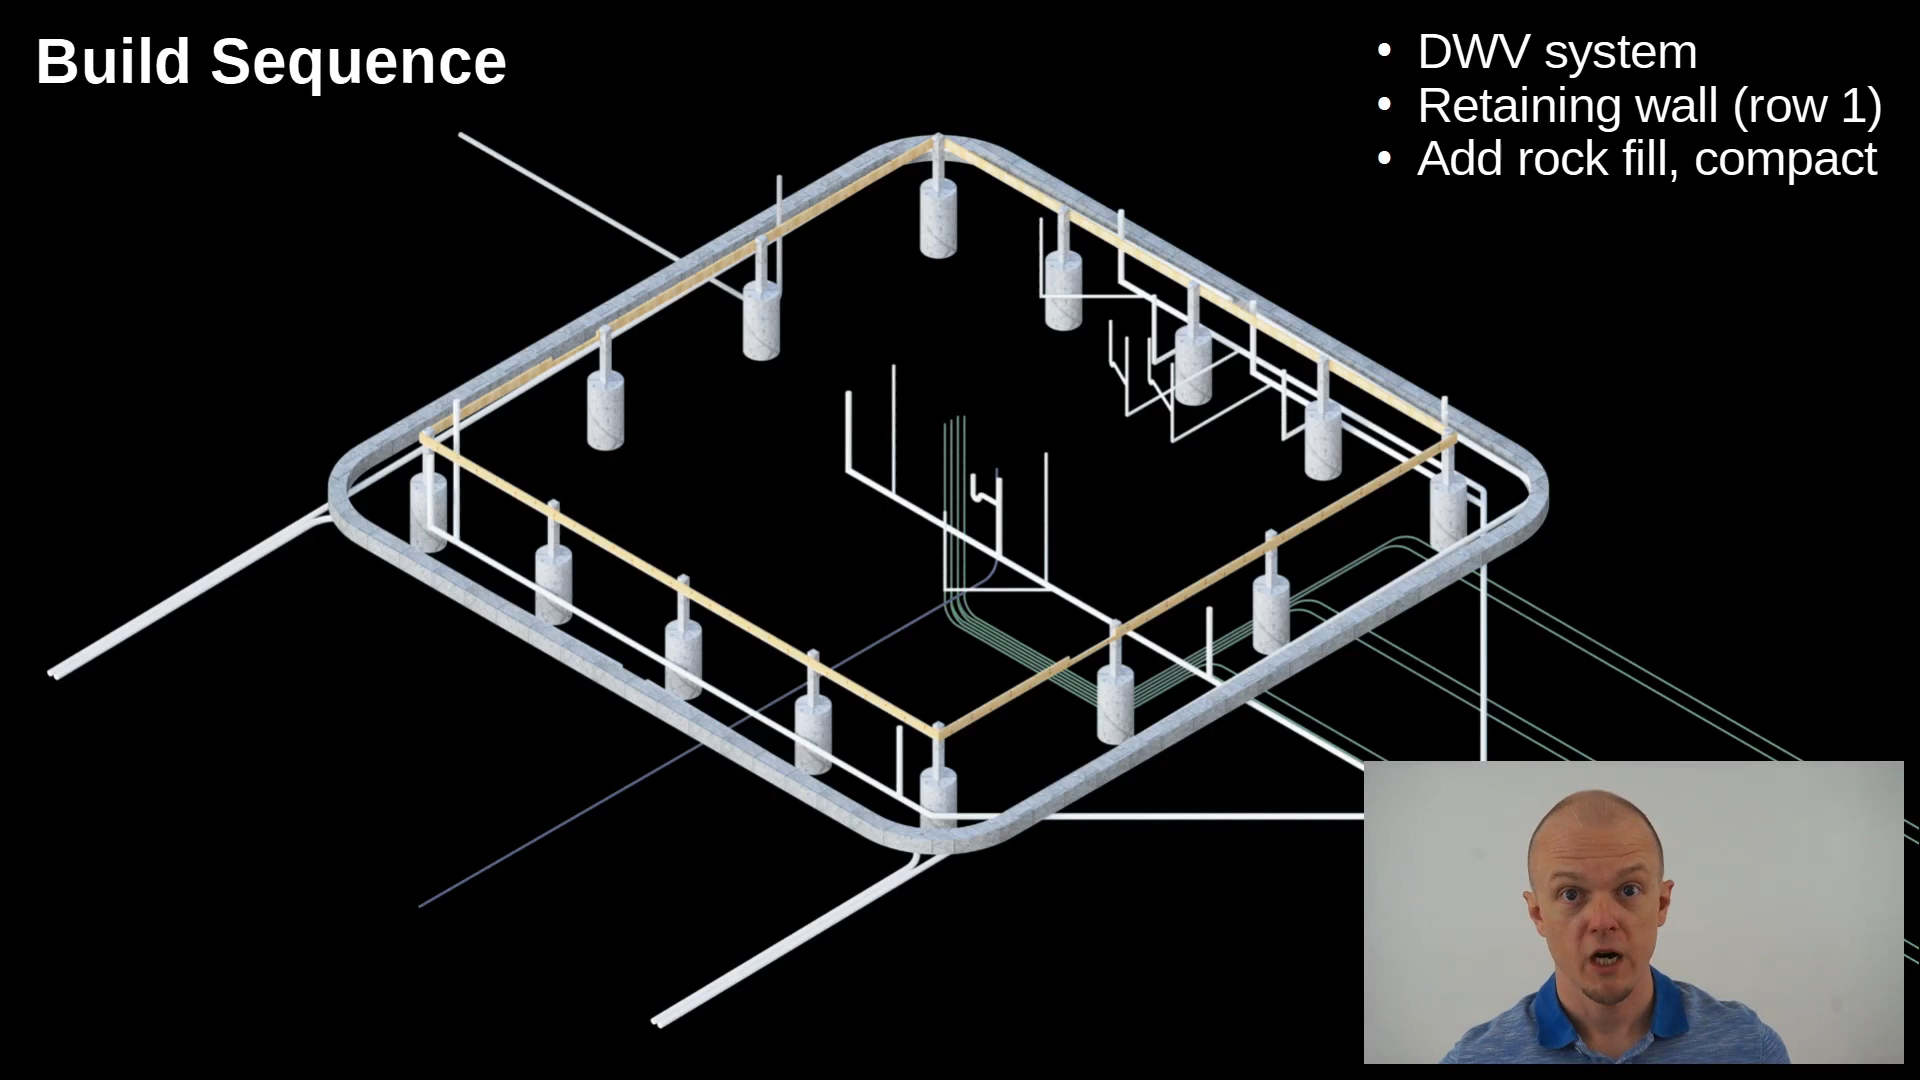 Build Sequence
• DWV system
• Retaining wall (row 1)
• Add rock fill, compact